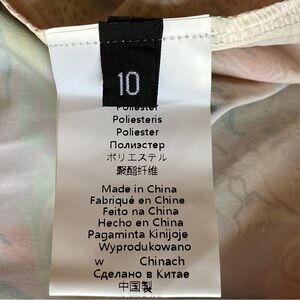 10
Poliester
Poliesteris
Poliester
Полиэстер
ポリエステル
聚酯纤维
Made in China
Fabriqué en Chine
Feito na China
Hecho en China
Pagaminta Kinijoje
Wyprodukowano
w Chinach
Сделано в Китае
中国製